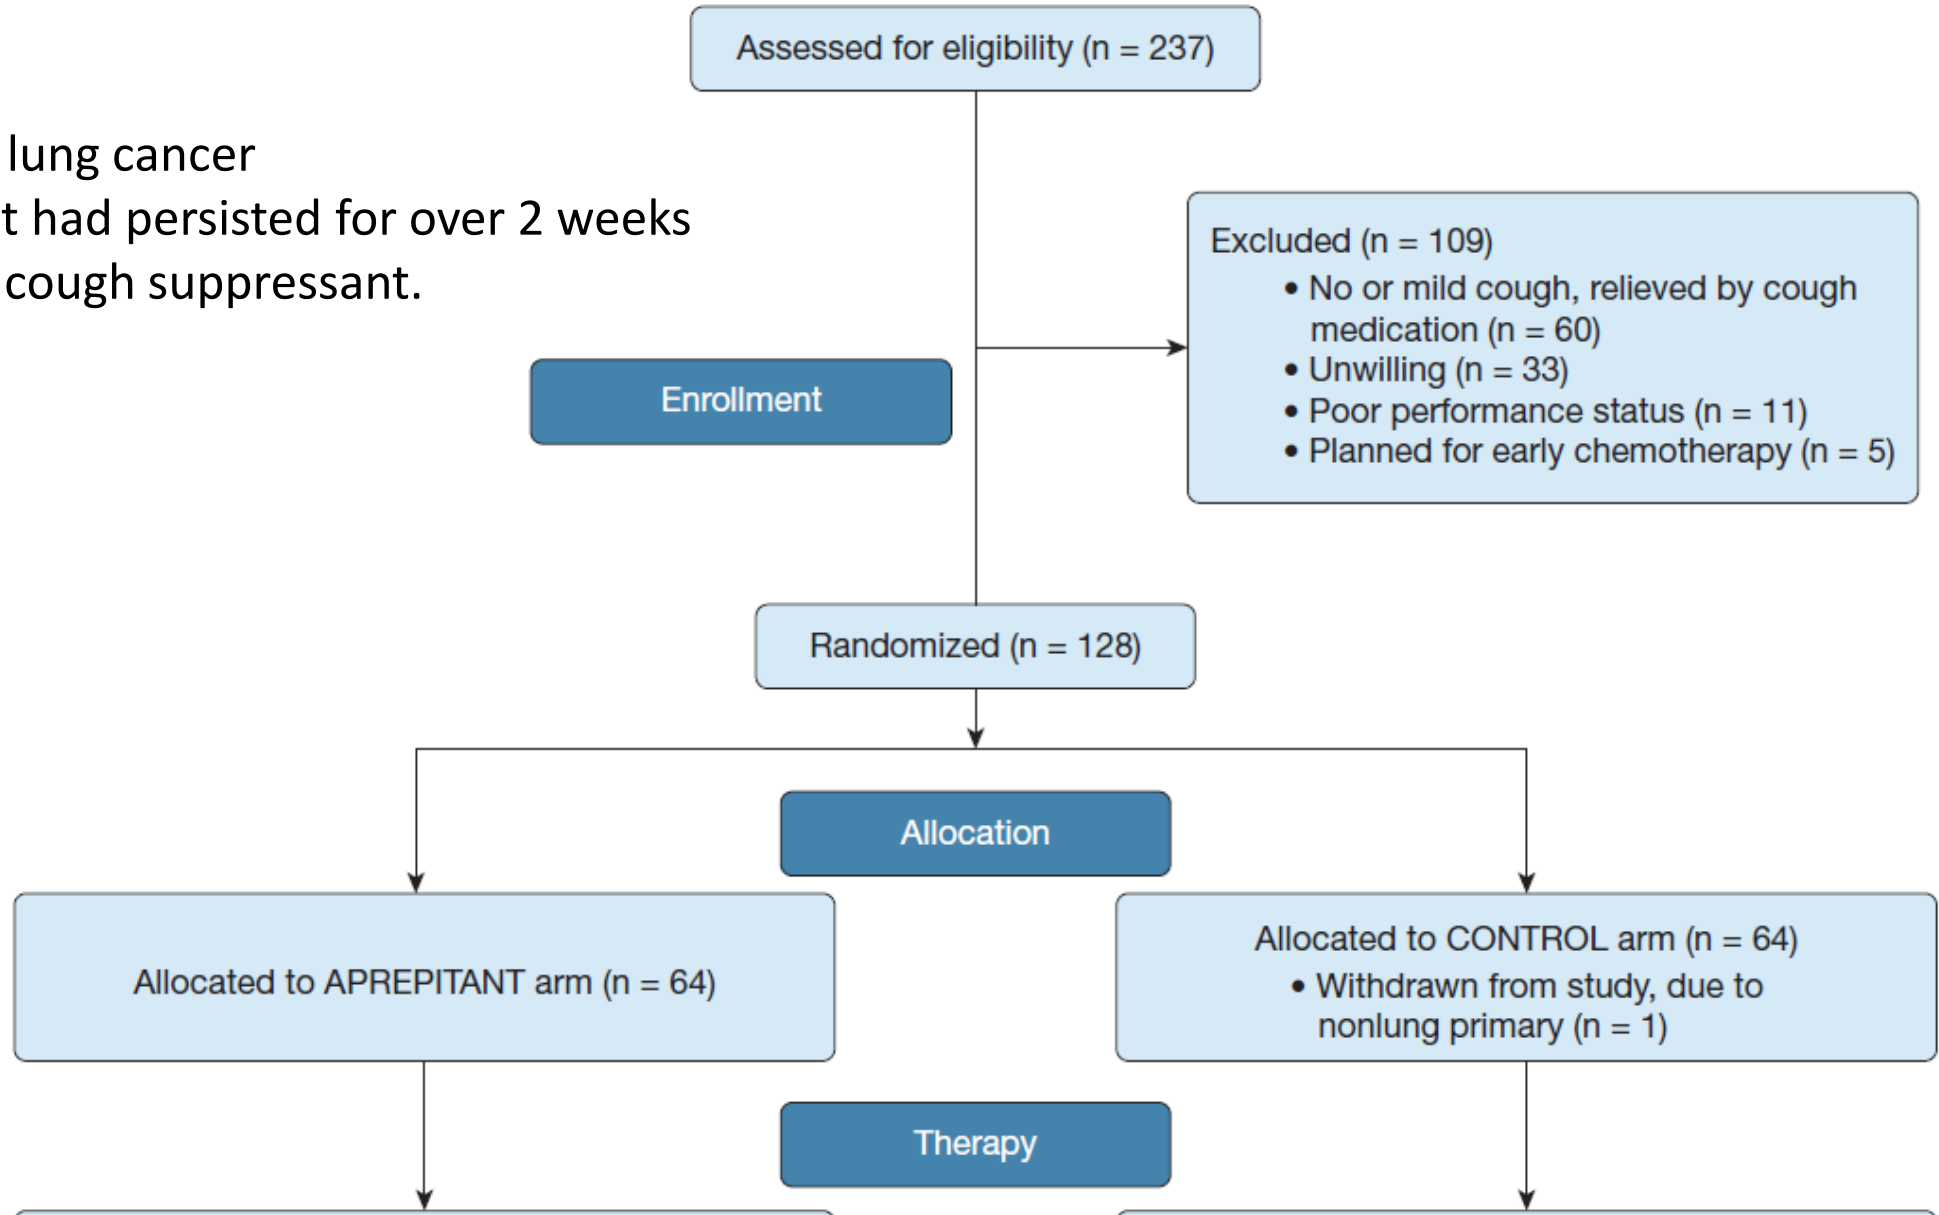 Assessed for eligibility (n = 237)
lung cancer
t had persisted for over 2 weeks
cough suppressant.
Excluded (n = 109)
• No or mild cough, relieved by cough
medication (n = 60)
• Unwilling (n = 33)
• Poor performance status (n = 11)
• Planned for early chemotherapy (n = 5)
Enrollment
Randomized (n = 128)
Allocation
Allocated to APREPITANT arm (n = 64)
Allocated to CONTROL arm (n = 64)
• Withdrawn from study, due to
nonlung primary (n = 1)
Therapy